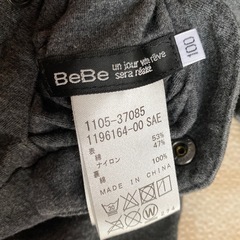 BeBe
un jour votre rêve
sera réalisé
100
1105-37085
1196164-00 SAE
表 綿 53%
ナイロン 47%
裏 綿 100%
MADE IN CHINA